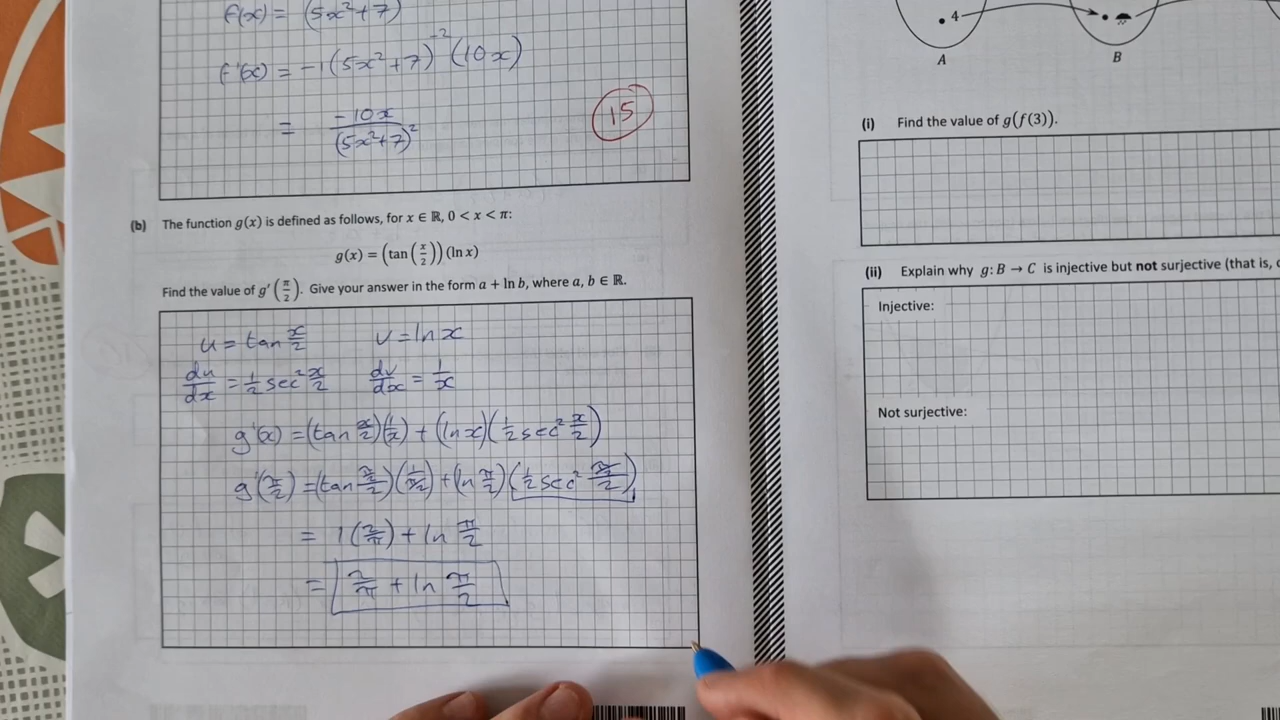 f(x) = (5x²+7)
f'(x) = -1(5x²+7)⁻² (10x)
= -10x / (5x²+7)²
15
(b) The function g(x) is defined as follows, for x ∈ ℝ, 0 < x < π:
g(x) = (tan(x/2))(ln x)
Find the value of g'(π/2). Give your answer in the form a + ln b, where a, b ∈ ℝ.
u = tan x/2 v = ln x
du/dx = 1/2 sec² x/2 dv/dx = 1/x
g'(x) = (tan x/2)(1/x) + (ln x)(1/2 sec² x/2)
g'(π/2) = (tan π/2/2)(1/π/2) + (ln π/2)(1/2 sec² π/2/2)
= 1(2/π) + ln π/2
= 2/π + ln π/2
4
A
B
(i) Find the value of g(f(3)).
(ii) Explain why g: B → C is injective but not surjective (that is,
Injective:
Not surjective: